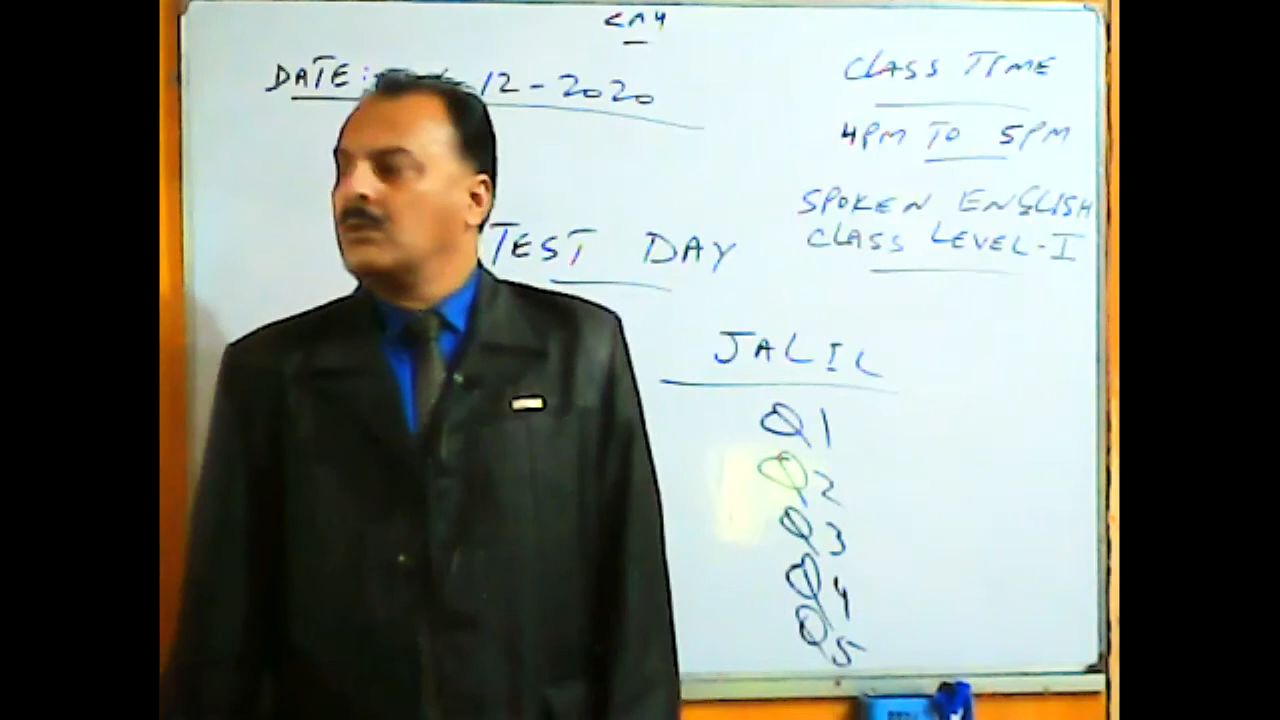 DATE: 12-2020
CLASS TIME
4PM TO 5PM
SPOKEN ENGLISH
CLASS LEVEL-I
TEST DAY
JALIL
Q1
Q2
Q3
Q4
Q5